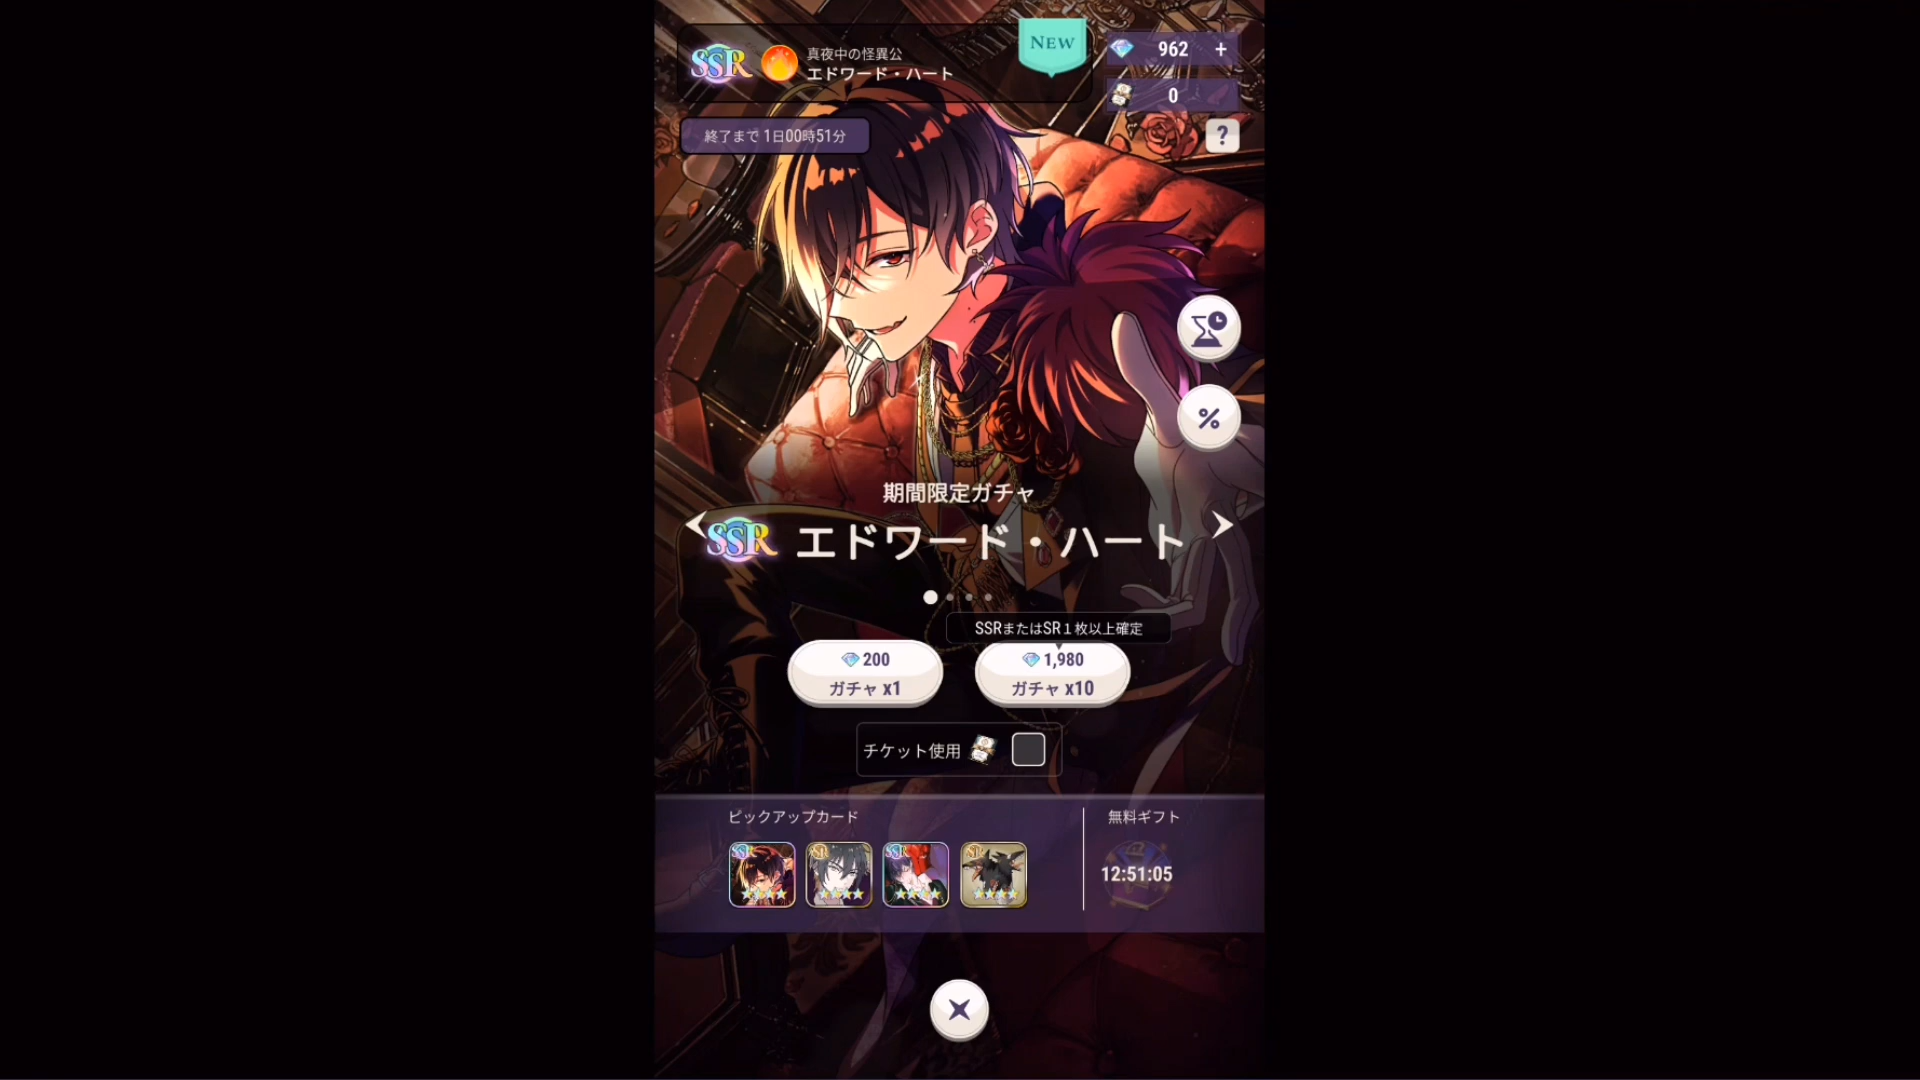 SSR
真夜中の怪異公
エドワード・ハート
NEW
962 +
0
終了まで 1日00時51分
?
%
期間限定ガチャ
SSR エドワード・ハート
SSRまたはSR１枚以上確定
200
ガチャ x1
1,980
ガチャ x10
チケット使用
ピックアップカード
無料ギフト
SSR
SR
SSR
SR
12:51:05